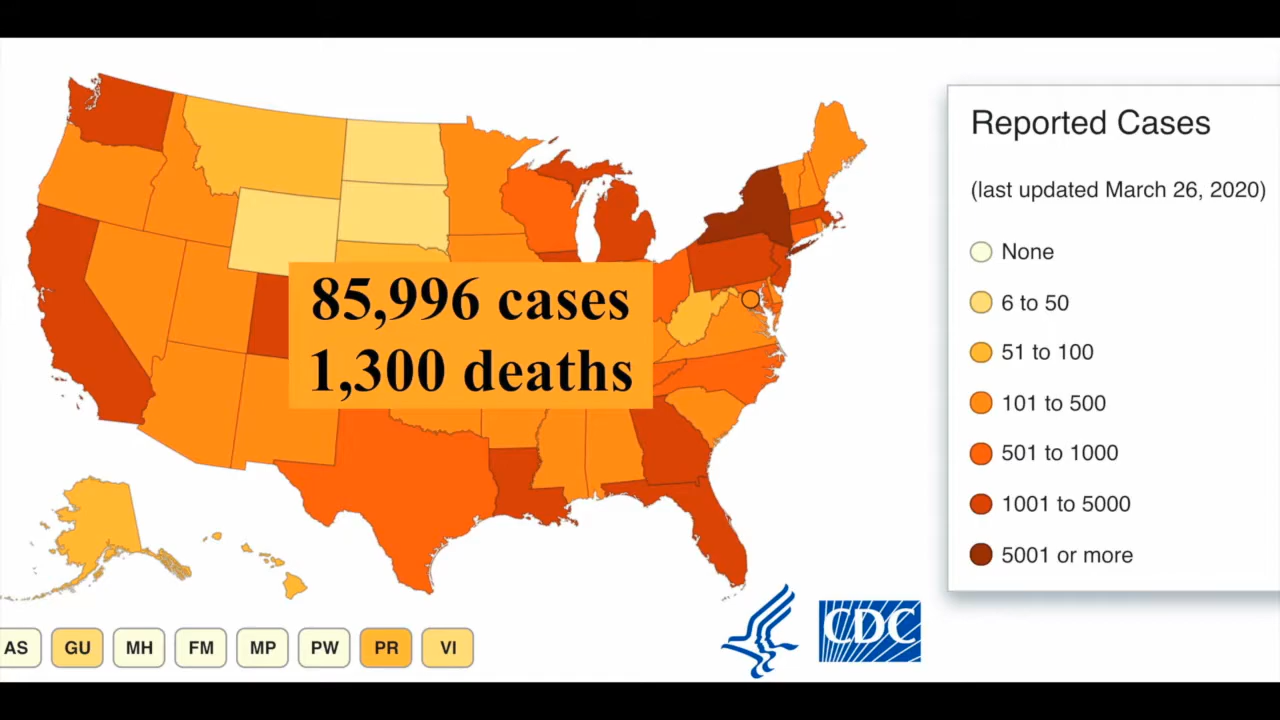 85,996 cases
1,300 deaths
Reported Cases
(last updated March 26, 2020)
None
6 to 50
51 to 100
101 to 500
501 to 1000
1001 to 5000
5001 or more
AS GU MH FM MP PW PR VI
CDC